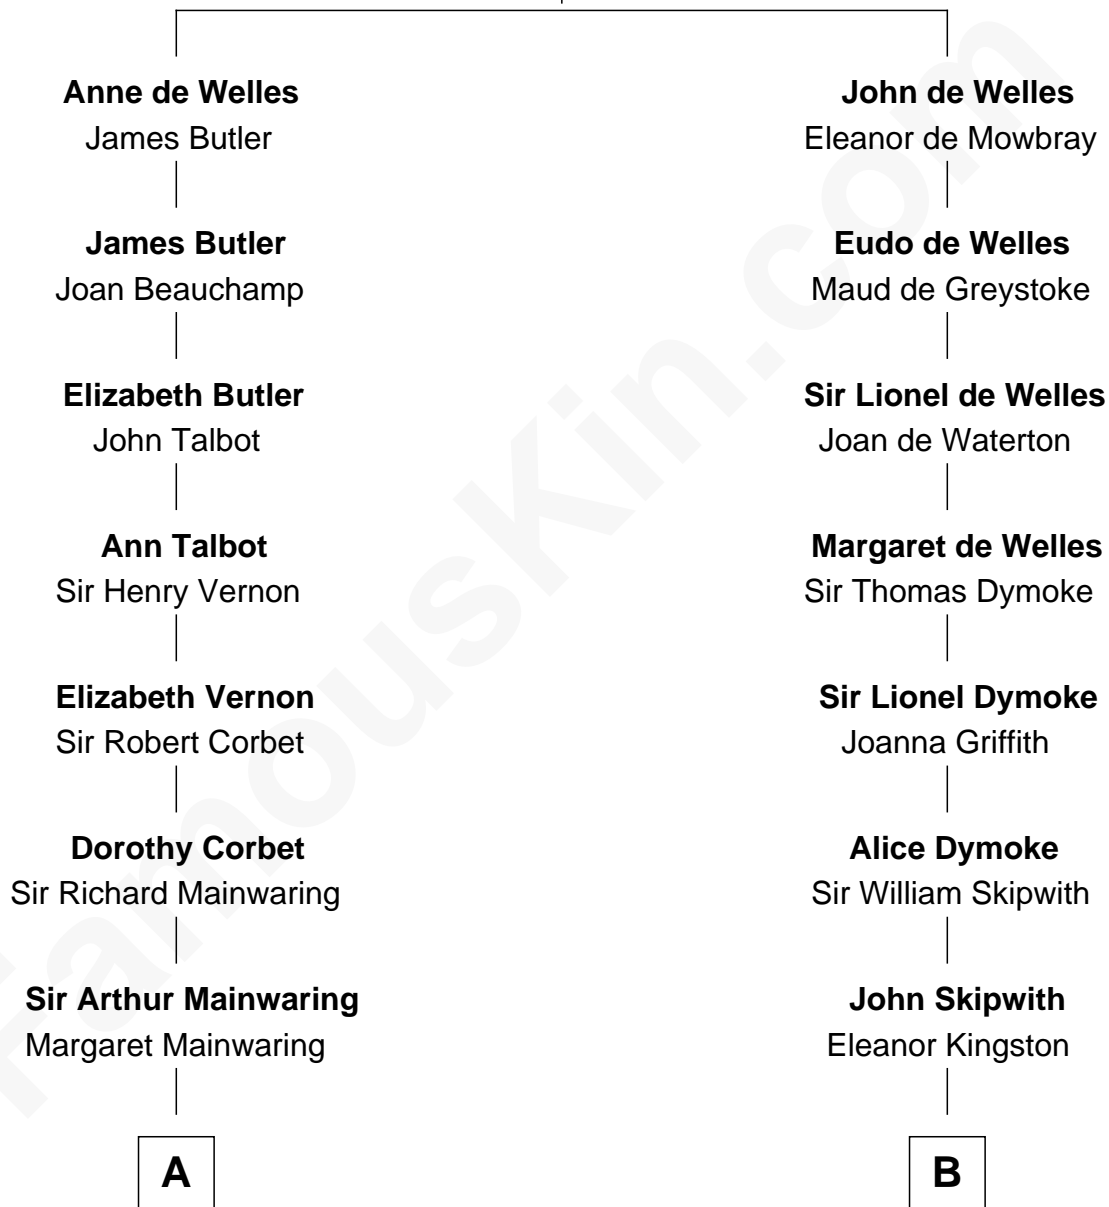 Anne de Welles
James Butler
James Butler
Joan Beauchamp
Elizabeth Butler
John Talbot
Ann Talbot
Sir Henry Vernon
Elizabeth Vernon
Sir Robert Corbet
Dorothy Corbet
Sir Richard Mainwaring
Sir Arthur Mainwaring
Margaret Mainwaring
A
John de Welles
Eleanor de Mowbray
Eudo de Welles
Maud de Greystoke
Sir Lionel de Welles
Joan de Waterton
Margaret de Welles
Sir Thomas Dymoke
Sir Lionel Dymoke
Joanna Griffith
Alice Dymoke
Sir William Skipwith
John Skipwith
Eleanor Kingston
B
FamousKin.com